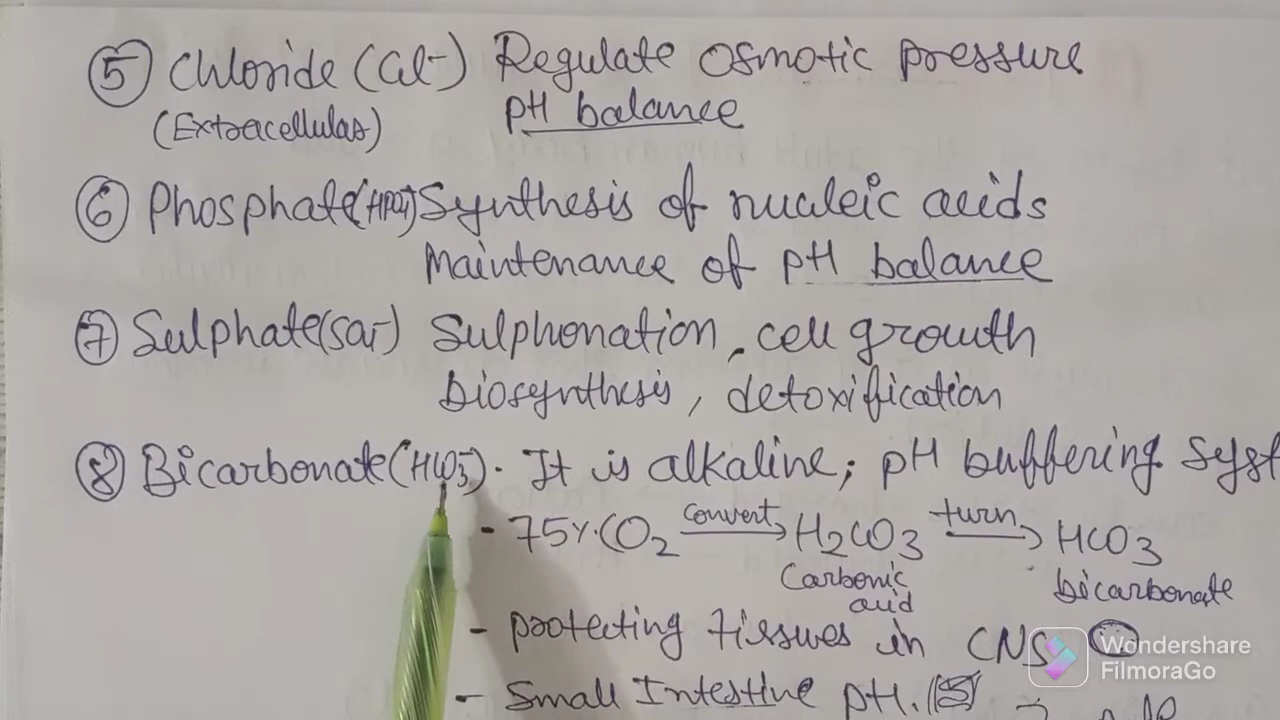 ⑤ Chloride (Cl-) Regulate osmotic pressure
(Extracellular) pH balance
⑥ Phosphate(HPO4) Synthesis of nucleic acids
Maintenance of pH balance
⑦ Sulphate(SO4-) Sulphonation, cell growth
biosynthesis, detoxification
⑧ Bicarbonate(HCO3-). It is alkaline; pH buffering syst
- 75%.CO2 convert H2CO3 turn HCO3
Carbonic acid bicarbonate
- protecting tissues in CNS
- Small Intestine pH.
Wondershare
FilmoraGo